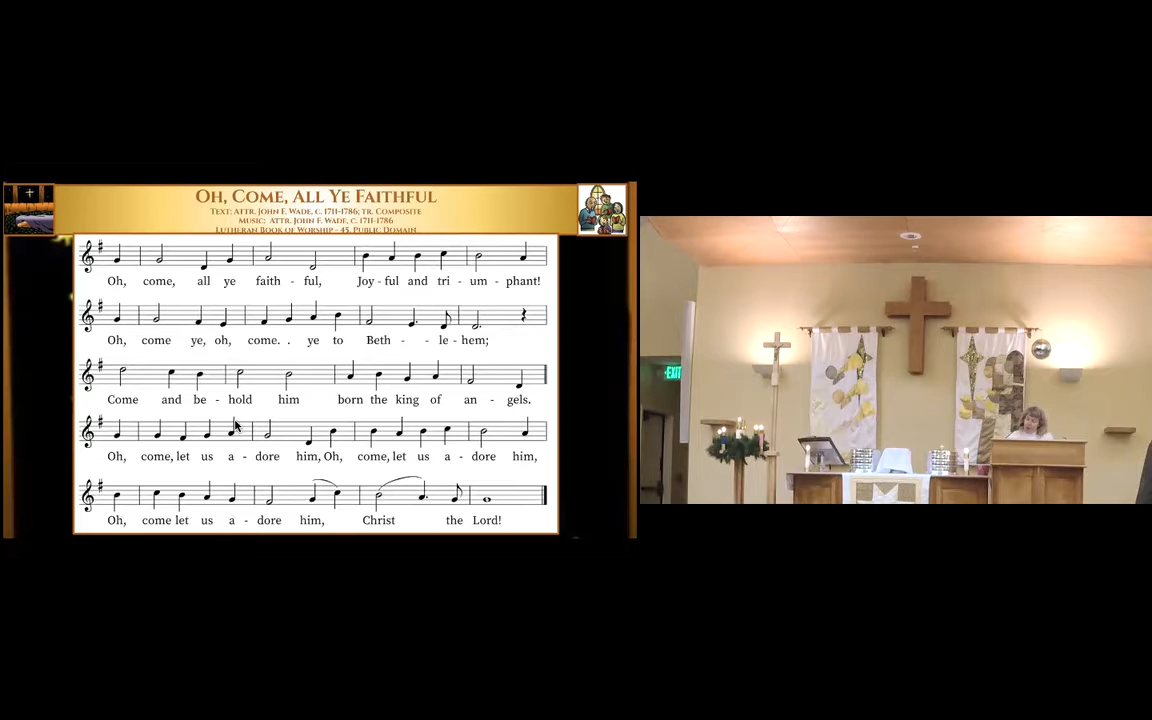 OH, COME, ALL YE FAITHFUL
TEXT: ATTR. JOHN F. WADE, C. 1711-1786; TR. COMPOSITE
MUSIC: ATTR. JOHN F. WADE, C. 1711-1786
LUTHERAN BOOK OF WORSHIP - 45, PUBLIC DOMAIN
Oh, come, all ye faith - ful, Joy - ful and tri - um - phant!
Oh, come ye, oh, come. . ye to Beth - - le - hem;
Come and be - hold him born the king of an - gels.
Oh, come, let us a - dore him, Oh, come, let us a - dore him,
Oh, come let us a - dore him, Christ the Lord!
EXIT